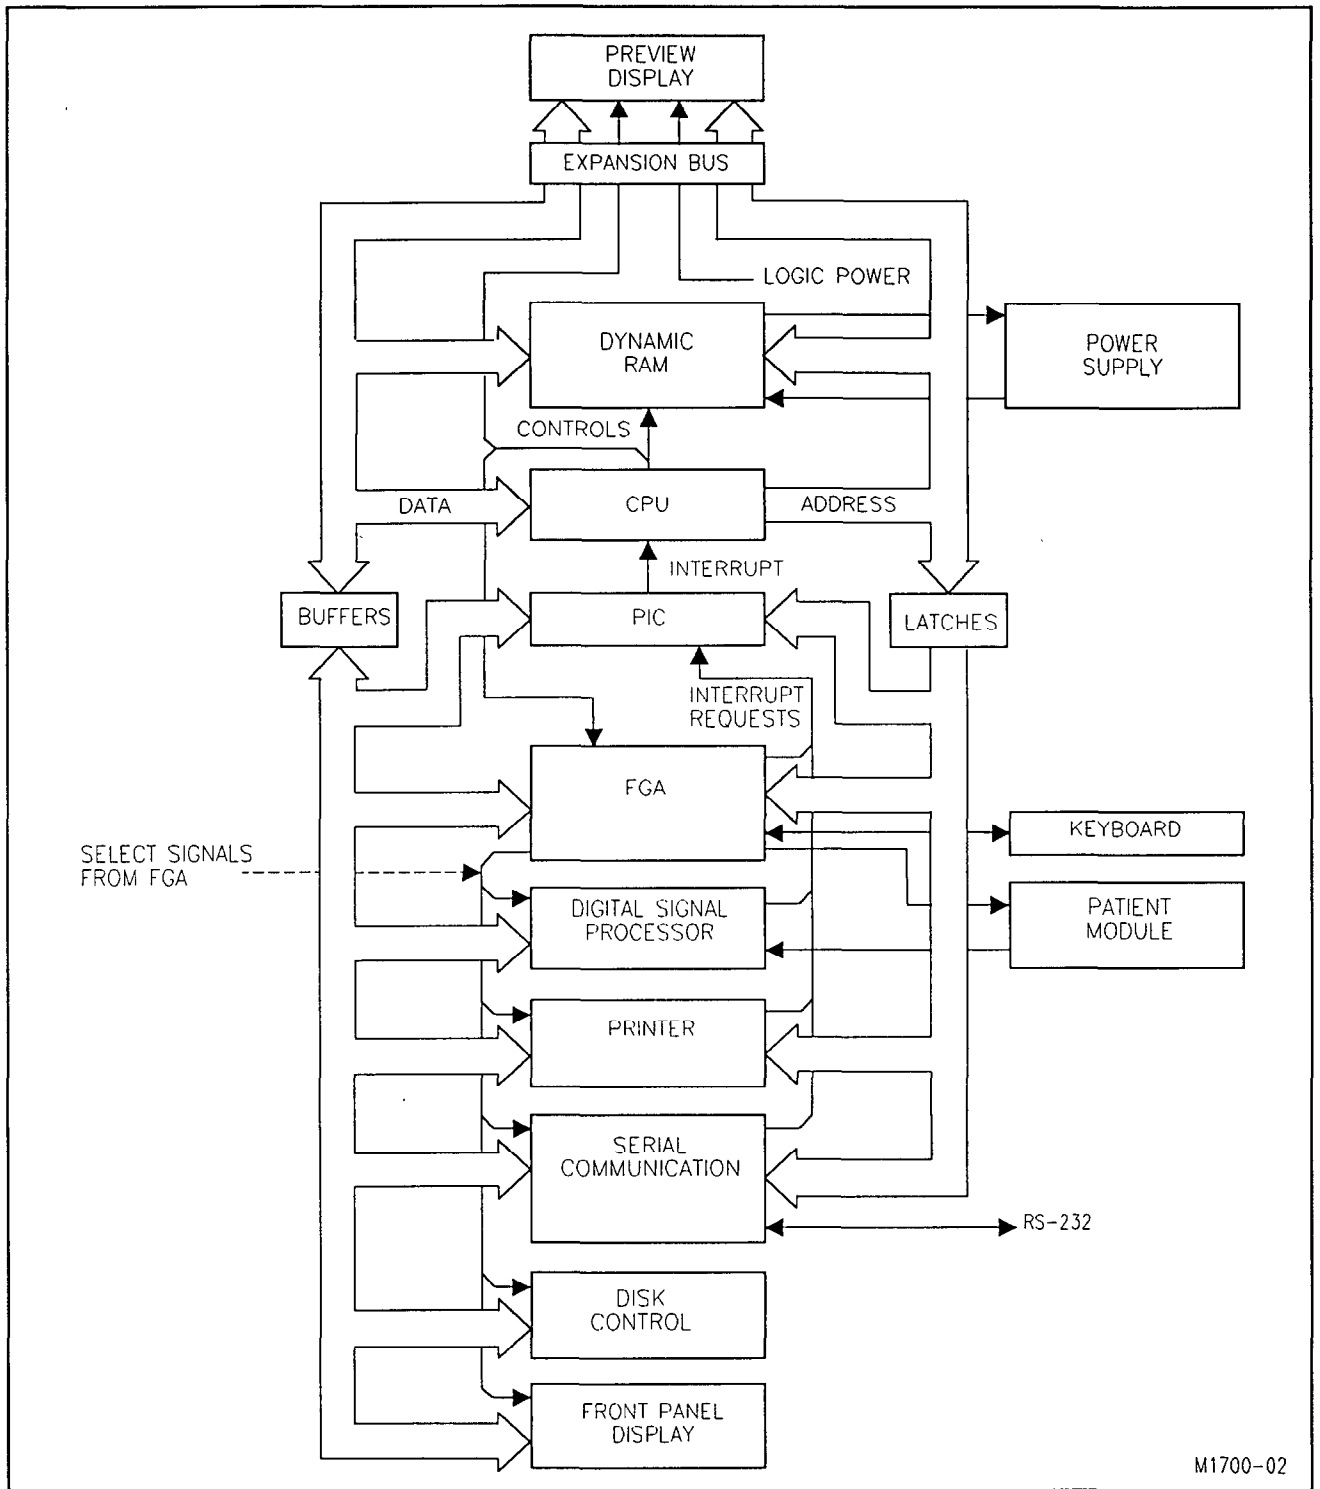 PREVIEW
DISPLAY
EXPANSION BUS
LOGIC POWER
DYNAMIC
RAM
POWER
SUPPLY
CONTROLS
DATA
CPU
ADDRESS
INTERRUPT
BUFFERS
PIC
LATCHES
INTERRUPT
REQUESTS
FGA
KEYBOARD
SELECT SIGNALS
FROM FGA
DIGITAL SIGNAL
PROCESSOR
PATIENT
MODULE
PRINTER
SERIAL
COMMUNICATION
RS-232
DISK
CONTROL
FRONT PANEL
DISPLAY
M1700-02